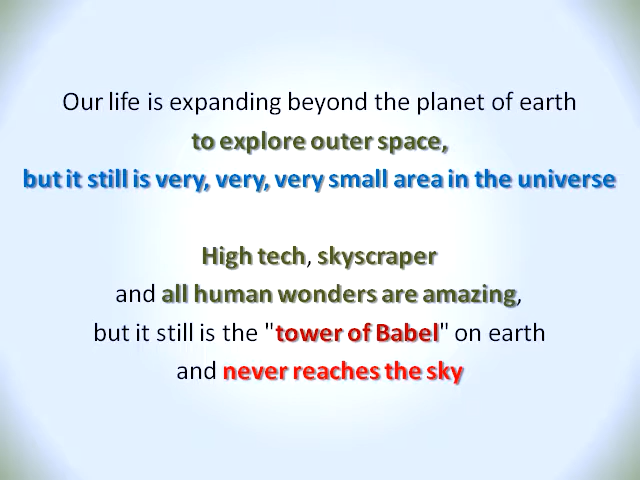 Our life is expanding beyond the planet of earth
to explore outer space,
but it still is very, very, very small area in the universe
High tech, skyscraper
and all human wonders are amazing,
but it still is the "tower of Babel" on earth
and never reaches the sky